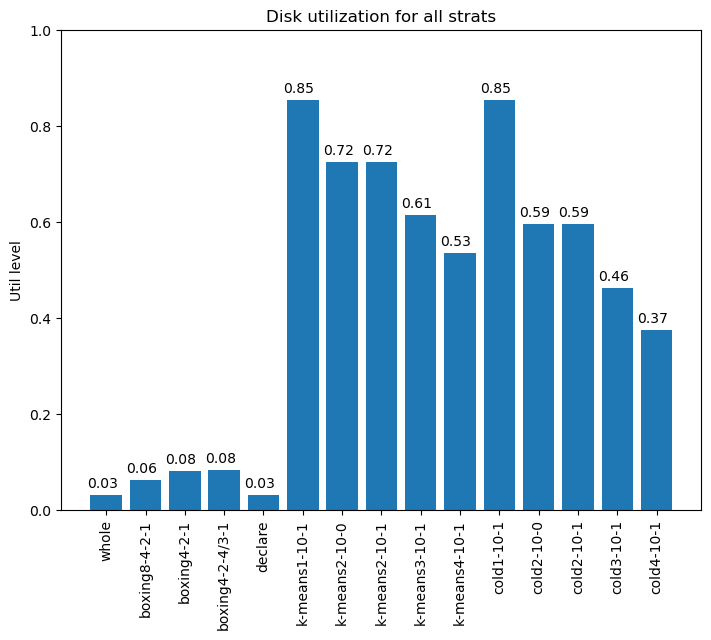 Disk utilization for all strats
Util level
1.0
0.8
0.6
0.4
0.2
0.0
0.03
0.06
0.08
0.08
0.03
0.85
0.72
0.72
0.61
0.53
0.85
0.59
0.59
0.46
0.37
whole
boxing8-4-2-1
boxing4-2-1
boxing4-2-4/3-1
declare
k-means1-10-1
k-means2-10-0
k-means2-10-1
k-means3-10-1
k-means4-10-1
cold1-10-1
cold2-10-0
cold2-10-1
cold3-10-1
cold4-10-1